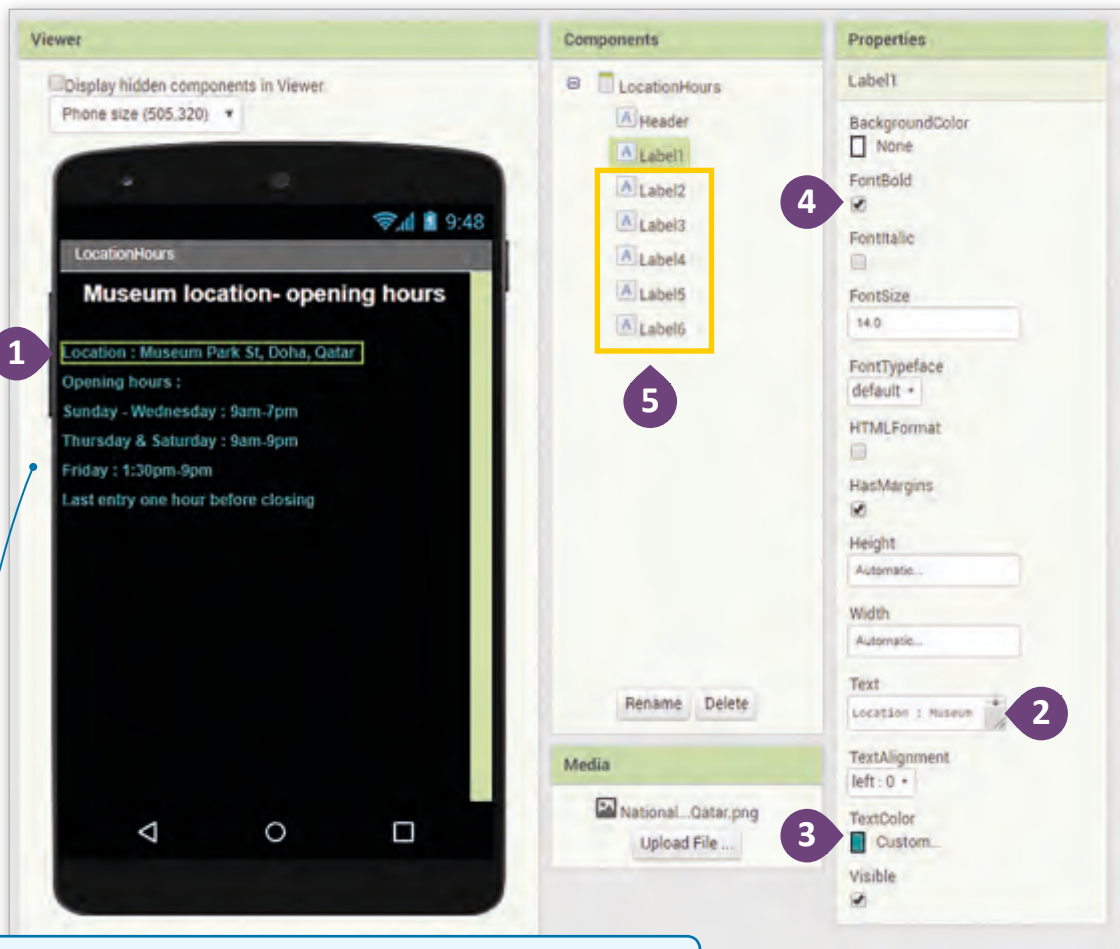 Viewer
Display hidden components in Viewer
Phone size (505,320)
9:48
LocationHours
Museum location- opening hours
1
Location : Museum Park St, Doha, Qatar
Opening hours :
Sunday - Wednesday : 9am-7pm
Thursday & Saturday : 9am-9pm
Friday : 1:30pm-9pm
Last entry one hour before closing
Components
LocationHours
Header
Label1
Label2
Label3
Label4
Label5
Label6
5
Rename Delete
Media
National...Qatar.png
Upload File ...
Properties
Label1
BackgroundColor
None
FontBold
4
FontItalic
FontSize
14.0
FontTypeface
default
HTMLFormat
HasMargins
Height
Automatic...
Width
Automatic...
Text
Location : Museum
2
TextAlignment
left : 0
TextColor
3
Custom...
Visible